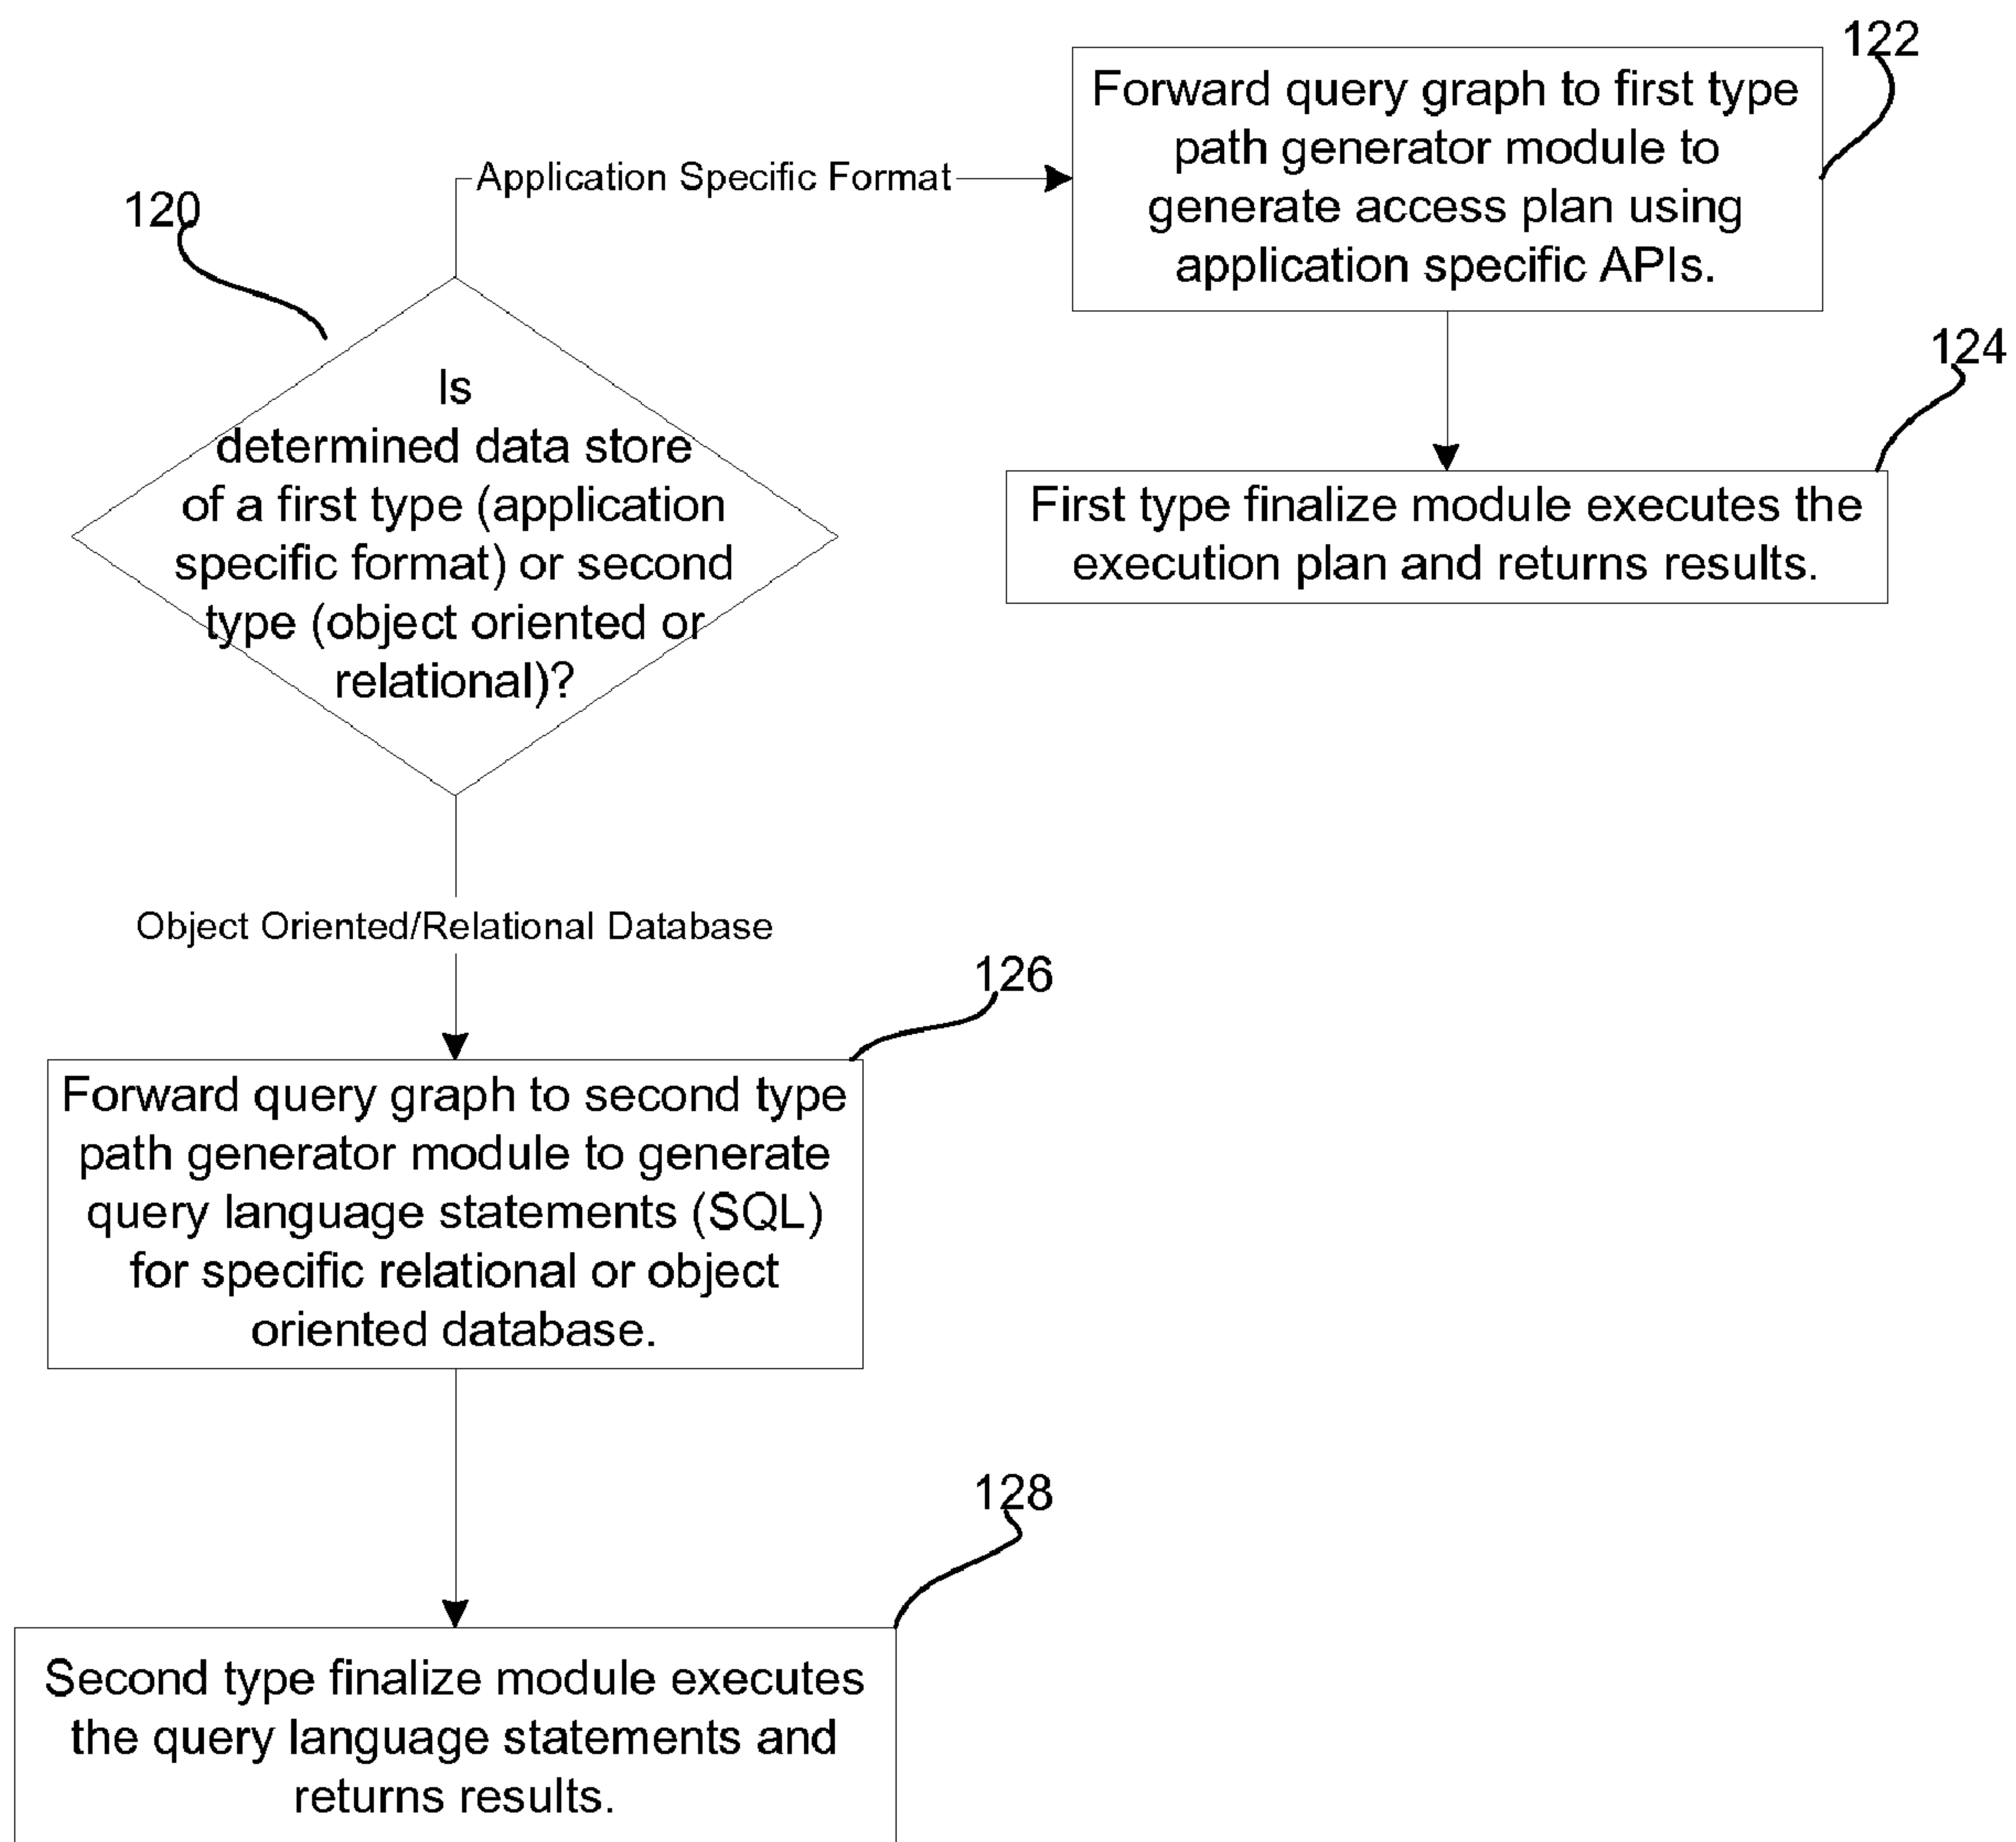 122
Forward query graph to first type
path generator module to
generate access plan using
application specific APIs.
Application Specific Format
120
124
Is
determined data store
of a first type (application
specific format) or second
type (object oriented or
relational)?
First type finalize module executes the
execution plan and returns results.
Object Oriented/Relational Database
126
Forward query graph to second type
path generator module to generate
query language statements (SQL)
for specific relational or object
oriented database.
128
Second type finalize module executes
the query language statements and
returns results.